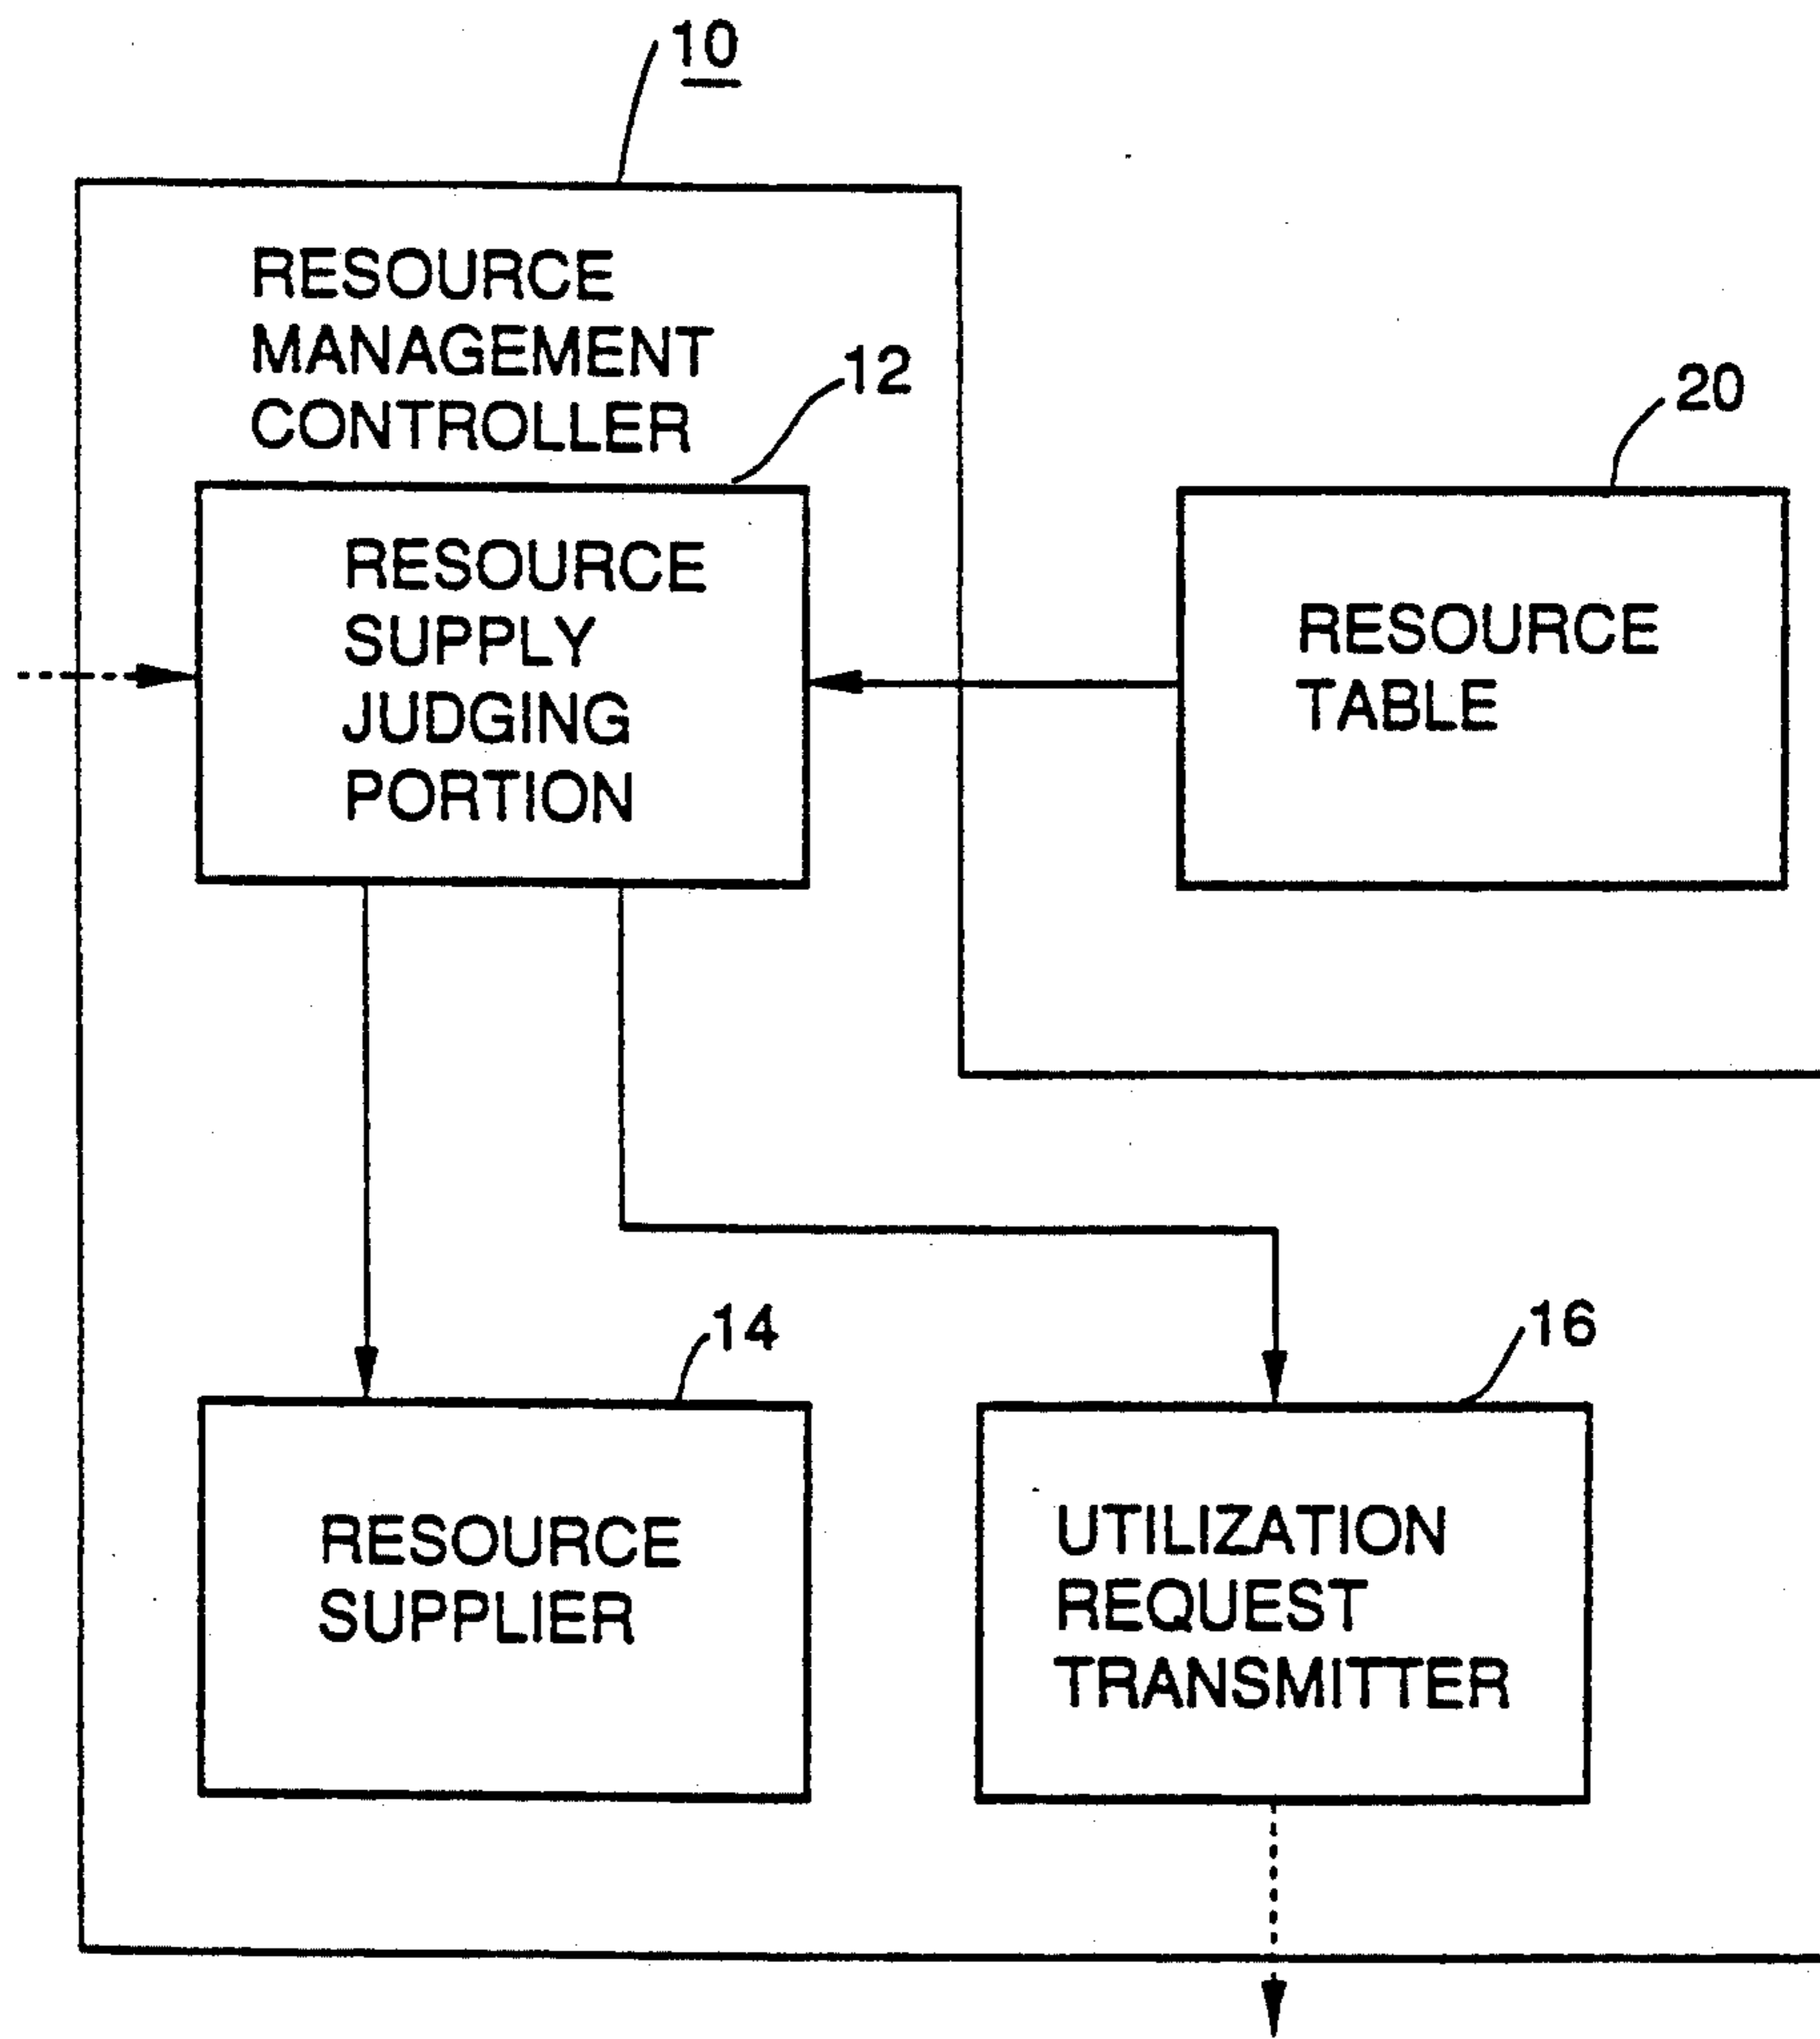 10
RESOURCE
MANAGEMENT
CONTROLLER
12
20
RESOURCE
SUPPLY
JUDGING
PORTION
RESOURCE
TABLE
14
16
RESOURCE
SUPPLIER
UTILIZATION
REQUEST
TRANSMITTER